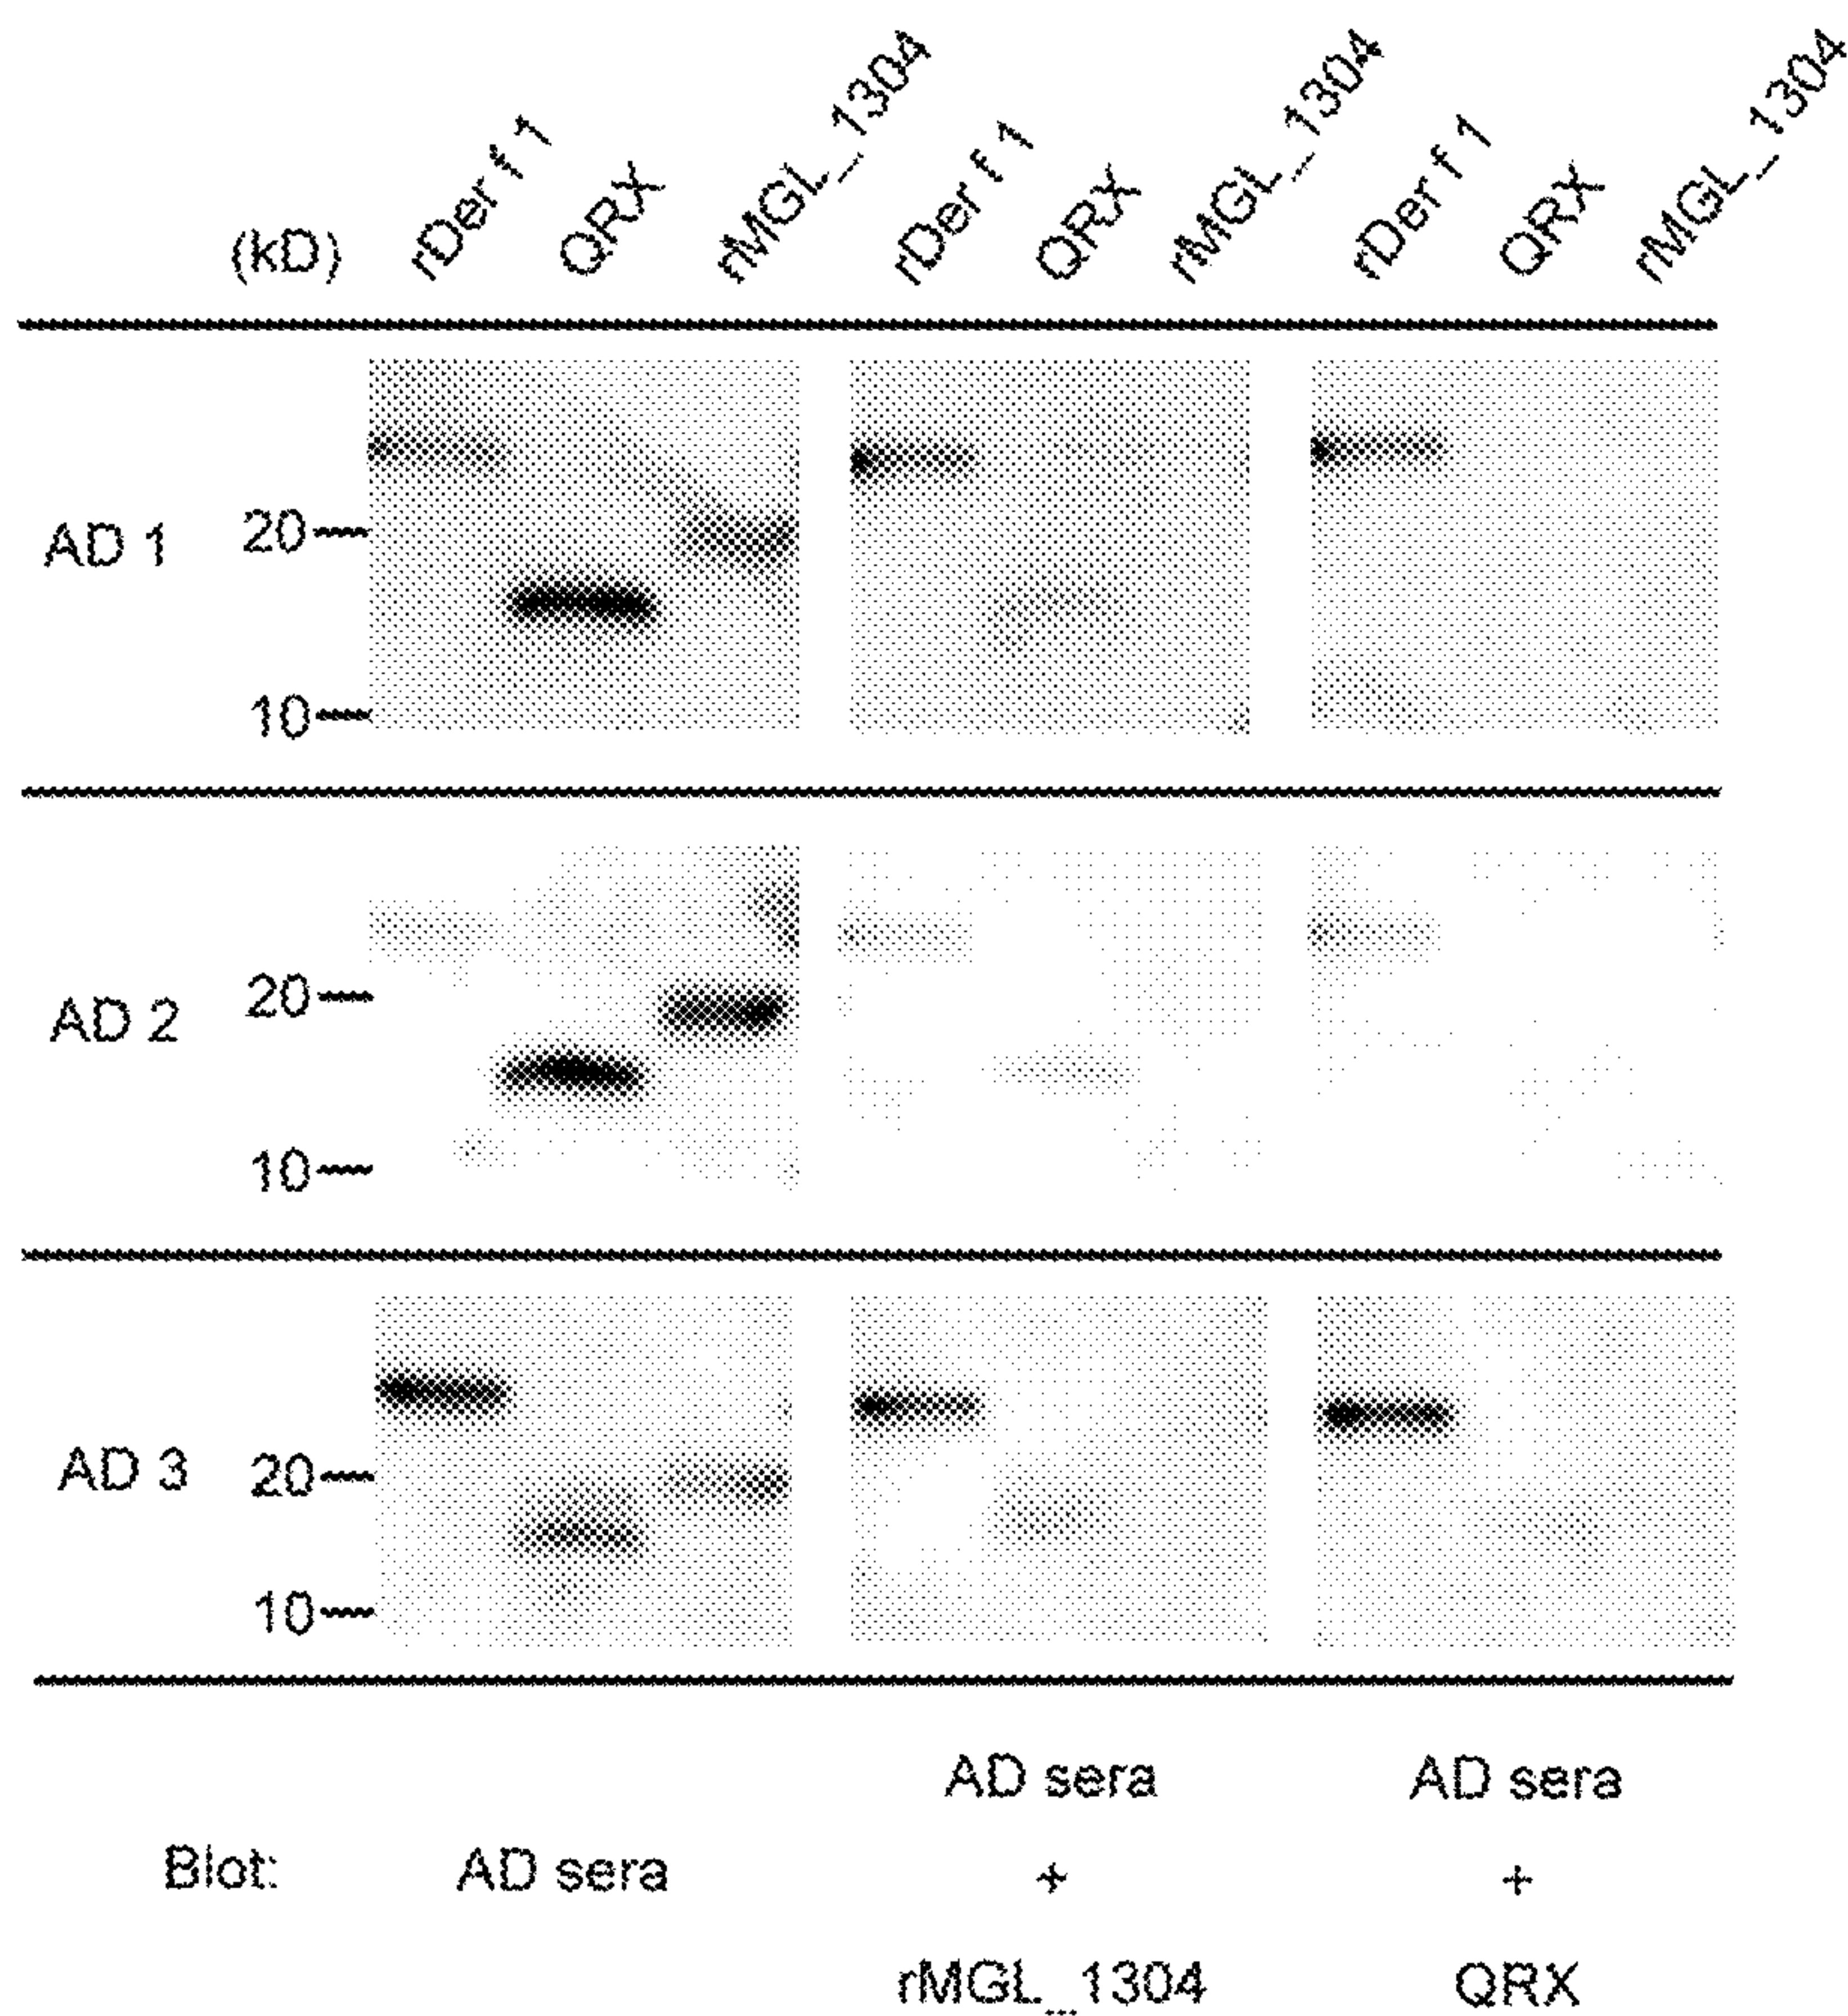 (kD) rDer f 1 QRX rMGL_1304 rDer f 1 QRX rMGL_1304 rDer f 1 QRX rMGL_1304
AD 1
20
10
AD 2
20
10
AD 3
20
10
Blot: AD sera
AD sera
+
rMGL_1304
AD sera
+
QRX